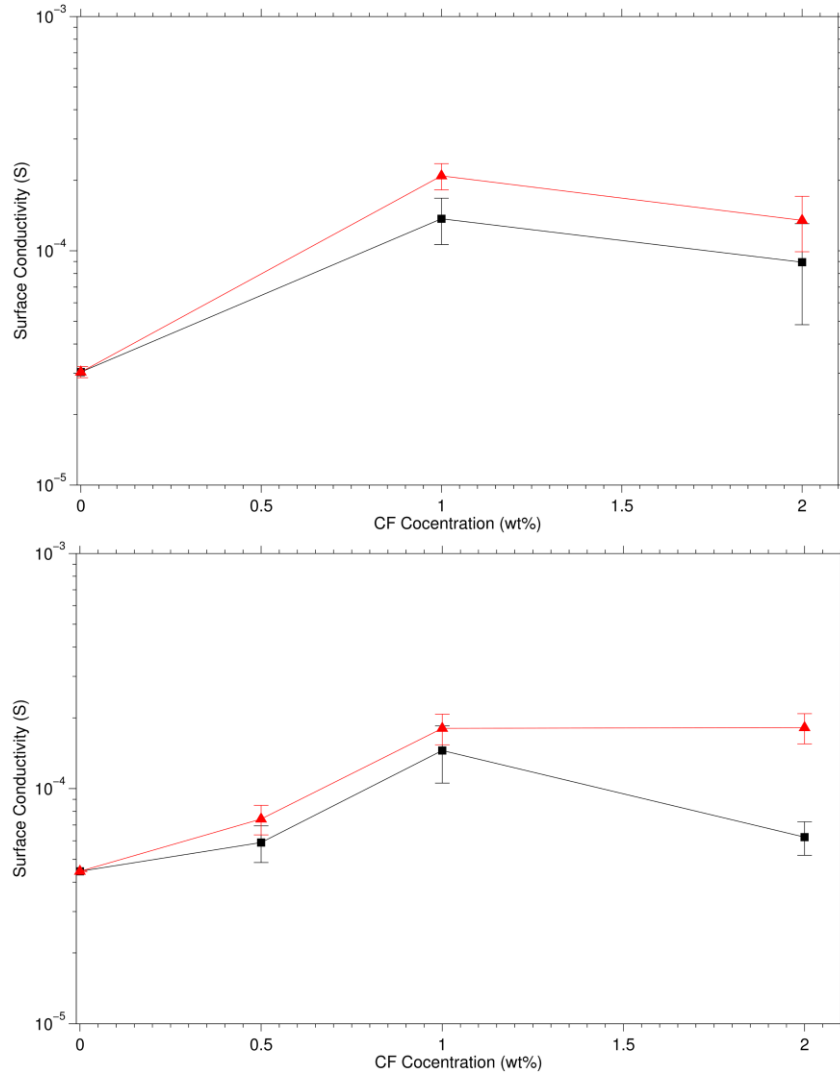 10⁻³
Surface Conductivity (S)
10⁻⁴
10⁻⁵
0 0.5 1 1.5 2
CF Cocentration (wt%)
10⁻³
Surface Conductivity (S)
10⁻⁴
10⁻⁵
0 0.5 1 1.5 2
CF Cocentration (wt%)